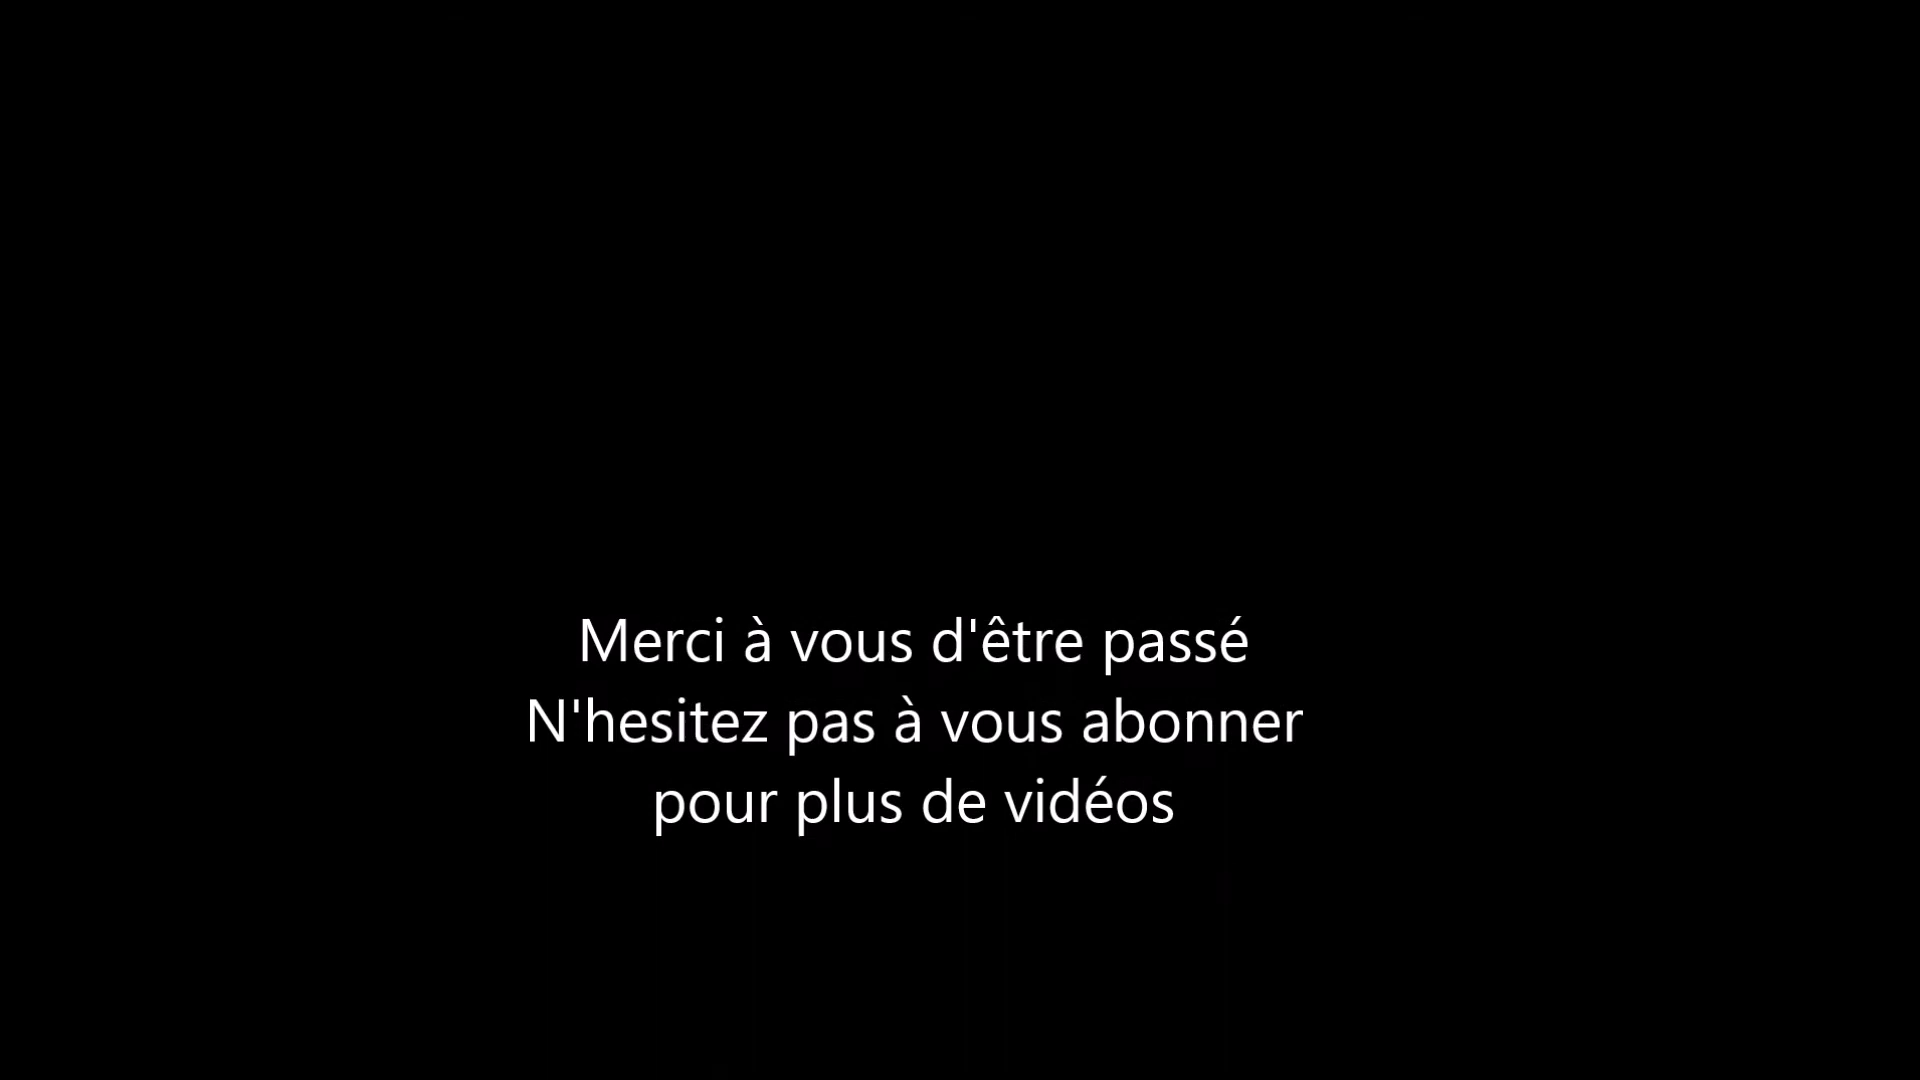 Merci à vous d'être passé
N'hesitez pas à vous abonner
pour plus de vidéos